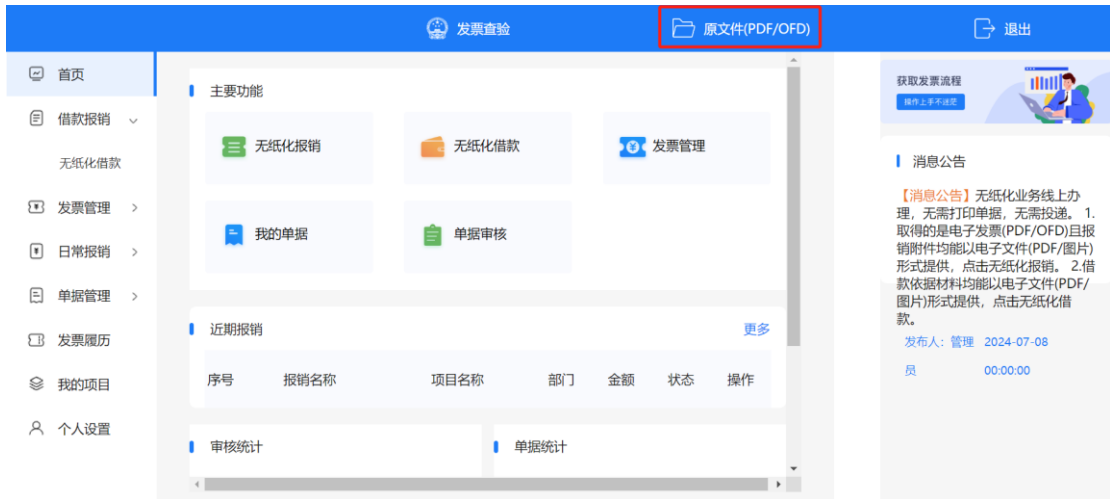 发票查验
原文件(PDF/OFD)
退出
首页
借款报销
无纸化借款
发票管理
日常报销
单据管理
发票履历
我的项目
个人设置
主要功能
无纸化报销
无纸化借款
发票管理
我的单据
单据审核
近期报销
更多
序号 报销名称 项目名称 部门 金额 状态 操作
审核统计
单据统计
获取发票流程
操作上手不迷茫
消息公告
【消息公告】无纸化业务线上办
理，无需打印单据，无需投递。 1.
取得的是电子发票(PDF/OFD)且报
销附件均能以电子文件(PDF/图片)
形式提供，点击无纸化报销。 2.借
款依据材料均能以电子文件(PDF/
图片)形式提供，点击无纸化借
款。
发布人：管理 2024-07-08
员 00:00:00